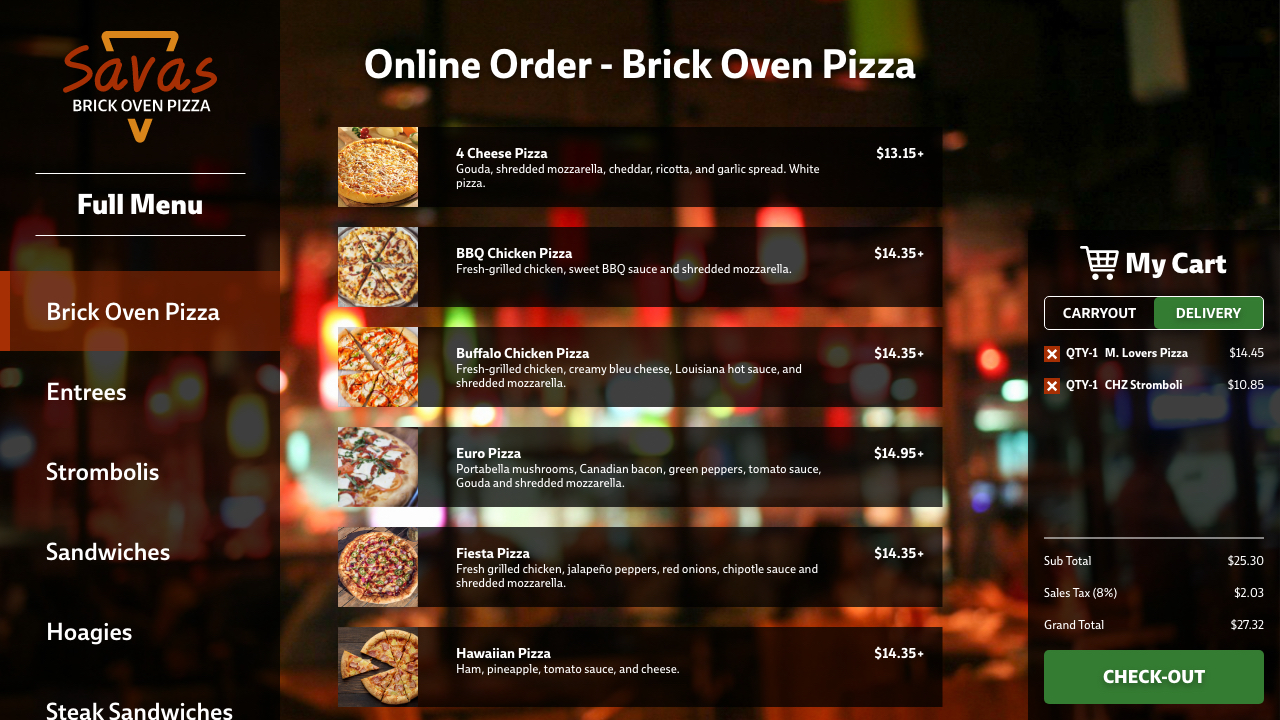 Savas
BRICK OVEN PIZZA
Full Menu
Brick Oven Pizza
Entrees
Strombolis
Sandwiches
Hoagies
Steak Sandwiches
Online Order - Brick Oven Pizza
4 Cheese Pizza $13.15+
Gouda, shredded mozzarella, cheddar, ricotta, and garlic spread. White
pizza.
BBQ Chicken Pizza $14.35+
Fresh-grilled chicken, sweet BBQ sauce and shredded mozzarella.
Buffalo Chicken Pizza $14.35+
Fresh-grilled chicken, creamy bleu cheese, Louisiana hot sauce, and
shredded mozzarella.
Euro Pizza $14.95+
Portabella mushrooms, Canadian bacon, green peppers, tomato sauce,
Gouda and shredded mozzarella.
Fiesta Pizza $14.35+
Fresh grilled chicken, jalapeño peppers, red onions, chipotle sauce and
shredded mozzarella.
Hawaiian Pizza $14.35+
Ham, pineapple, tomato sauce, and cheese.
My Cart
CARRYOUT DELIVERY
QTY-1 M. Lovers Pizza $14.45
QTY-1 CHZ Stromboli $10.85
Sub Total $25.30
Sales Tax (8%) $2.03
Grand Total $27.32
CHECK-OUT